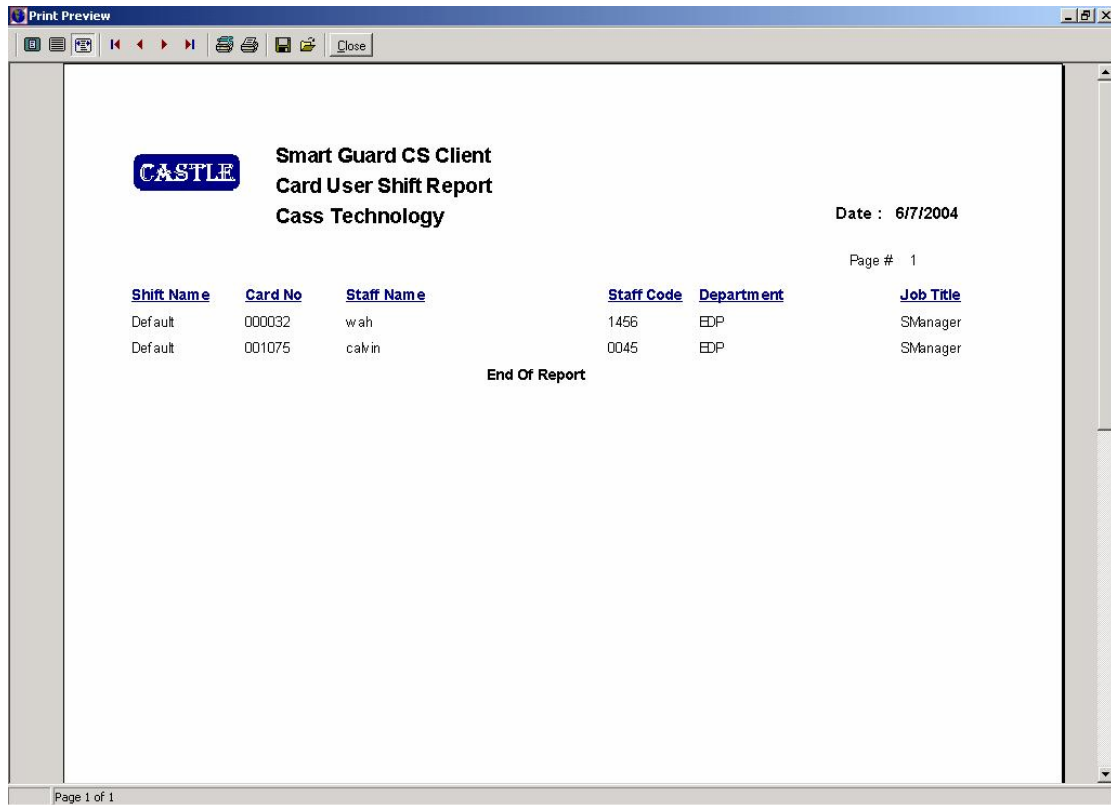 Print Preview
Close
CASTLE
Smart Guard CS Client
Card User Shift Report
Cass Technology
Date : 6/7/2004
Page # 1
Shift Name Card No Staff Name Staff Code Department Job Title
Default 000032 wah 1456 EDP SManager
Default 001075 calvin 0045 EDP SManager
End Of Report
Page 1 of 1